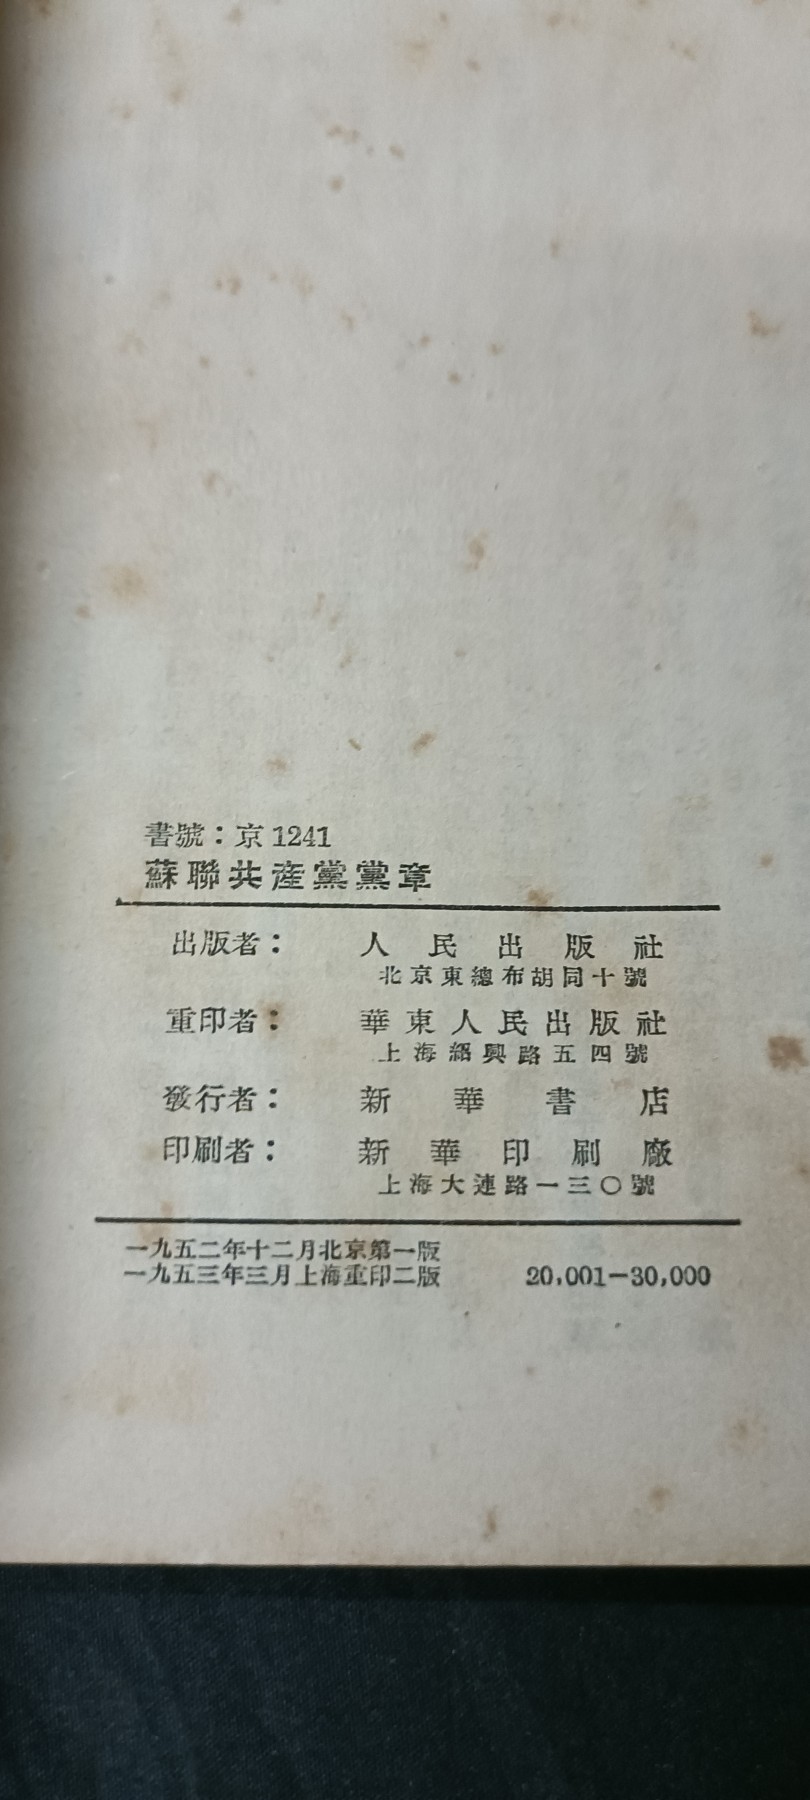 書號：京1241
蘇聯共産黨黨章
出版者： 人民出版社
北京東總布胡同十號
重印者： 華東人民出版社
上海紹興路五四號
發行者： 新華書店
印刷者： 新華印刷廠
上海大連路一三〇號
一九五二年十二月北京第一版
一九五三年三月上海重印二版 20,001—30,000